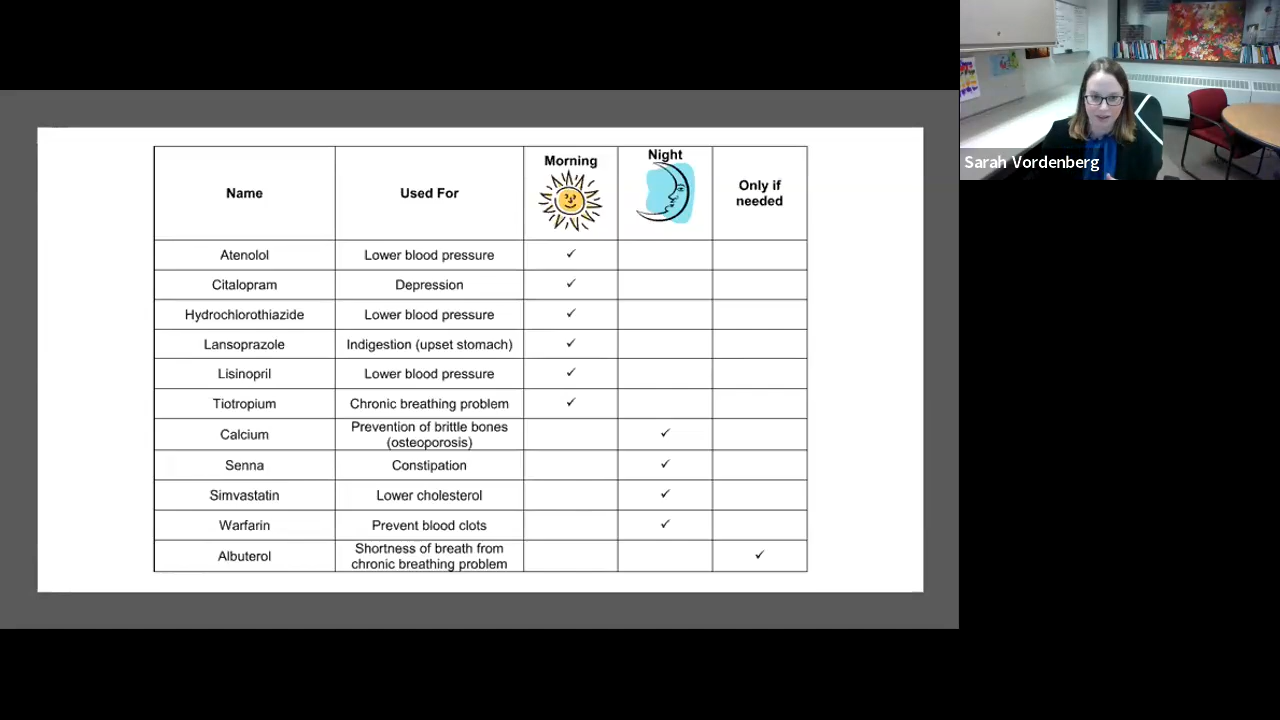 Name Used For Morning Night Only if
needed
Atenolol Lower blood pressure ✓
Citalopram Depression ✓
Hydrochlorothiazide Lower blood pressure ✓
Lansoprazole Indigestion (upset stomach) ✓
Lisinopril Lower blood pressure ✓
Tiotropium Chronic breathing problem ✓
Calcium Prevention of brittle bones
(osteoporosis) ✓
Senna Constipation ✓
Simvastatin Lower cholesterol ✓
Warfarin Prevent blood clots ✓
Albuterol Shortness of breath from
chronic breathing problem ✓
Sarah Vordenberg